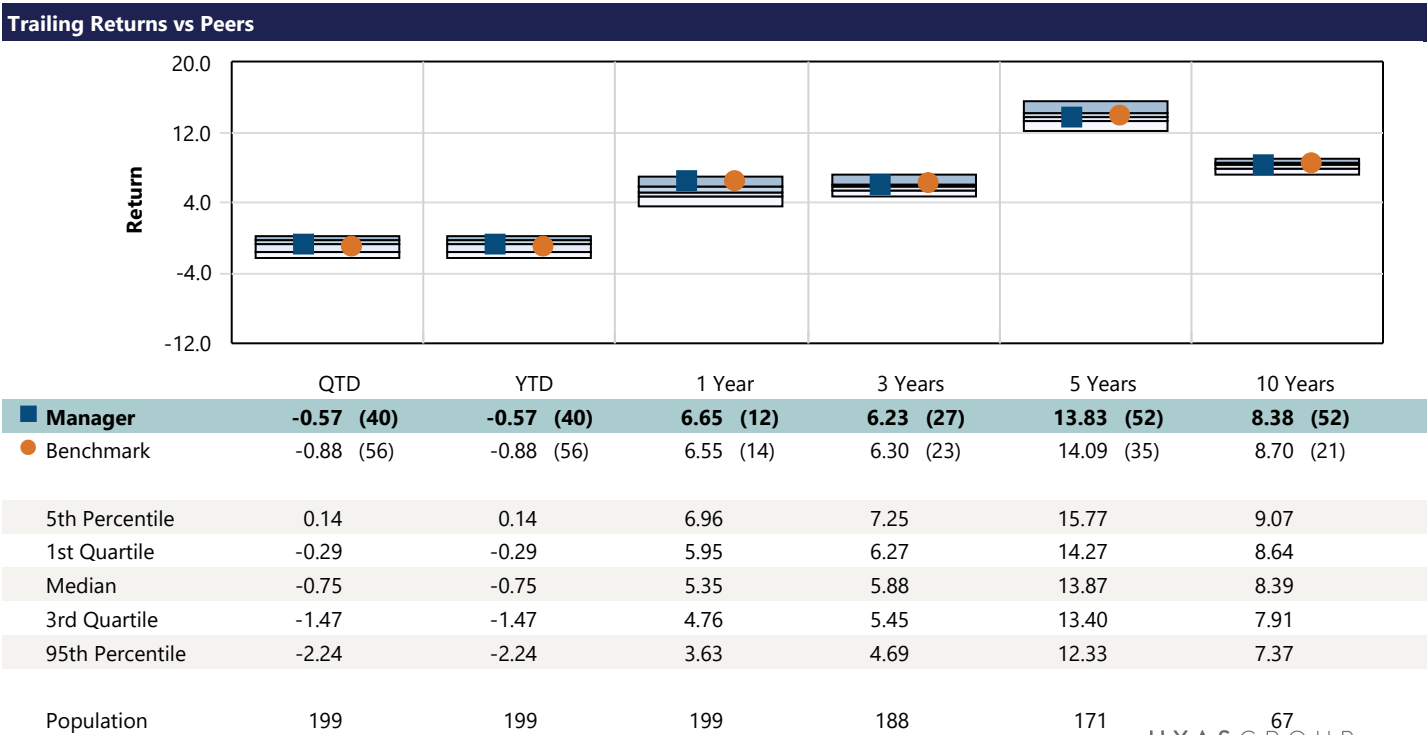 Trailing Returns vs Peers
20.0
12.0
4.0
-4.0
-12.0
Return
QTD YTD 1 Year 3 Years 5 Years 10 Years
Manager -0.57 (40) -0.57 (40) 6.65 (12) 6.23 (27) 13.83 (52) 8.38 (52)
Benchmark -0.88 (56) -0.88 (56) 6.55 (14) 6.30 (23) 14.09 (35) 8.70 (21)
5th Percentile 0.14 0.14 6.96 7.25 15.77 9.07
1st Quartile -0.29 -0.29 5.95 6.27 14.27 8.64
Median -0.75 -0.75 5.35 5.88 13.87 8.39
3rd Quartile -1.47 -1.47 4.76 5.45 13.40 7.91
95th Percentile -2.24 -2.24 3.63 4.69 12.33 7.37
Population 199 199 199 188 171 67